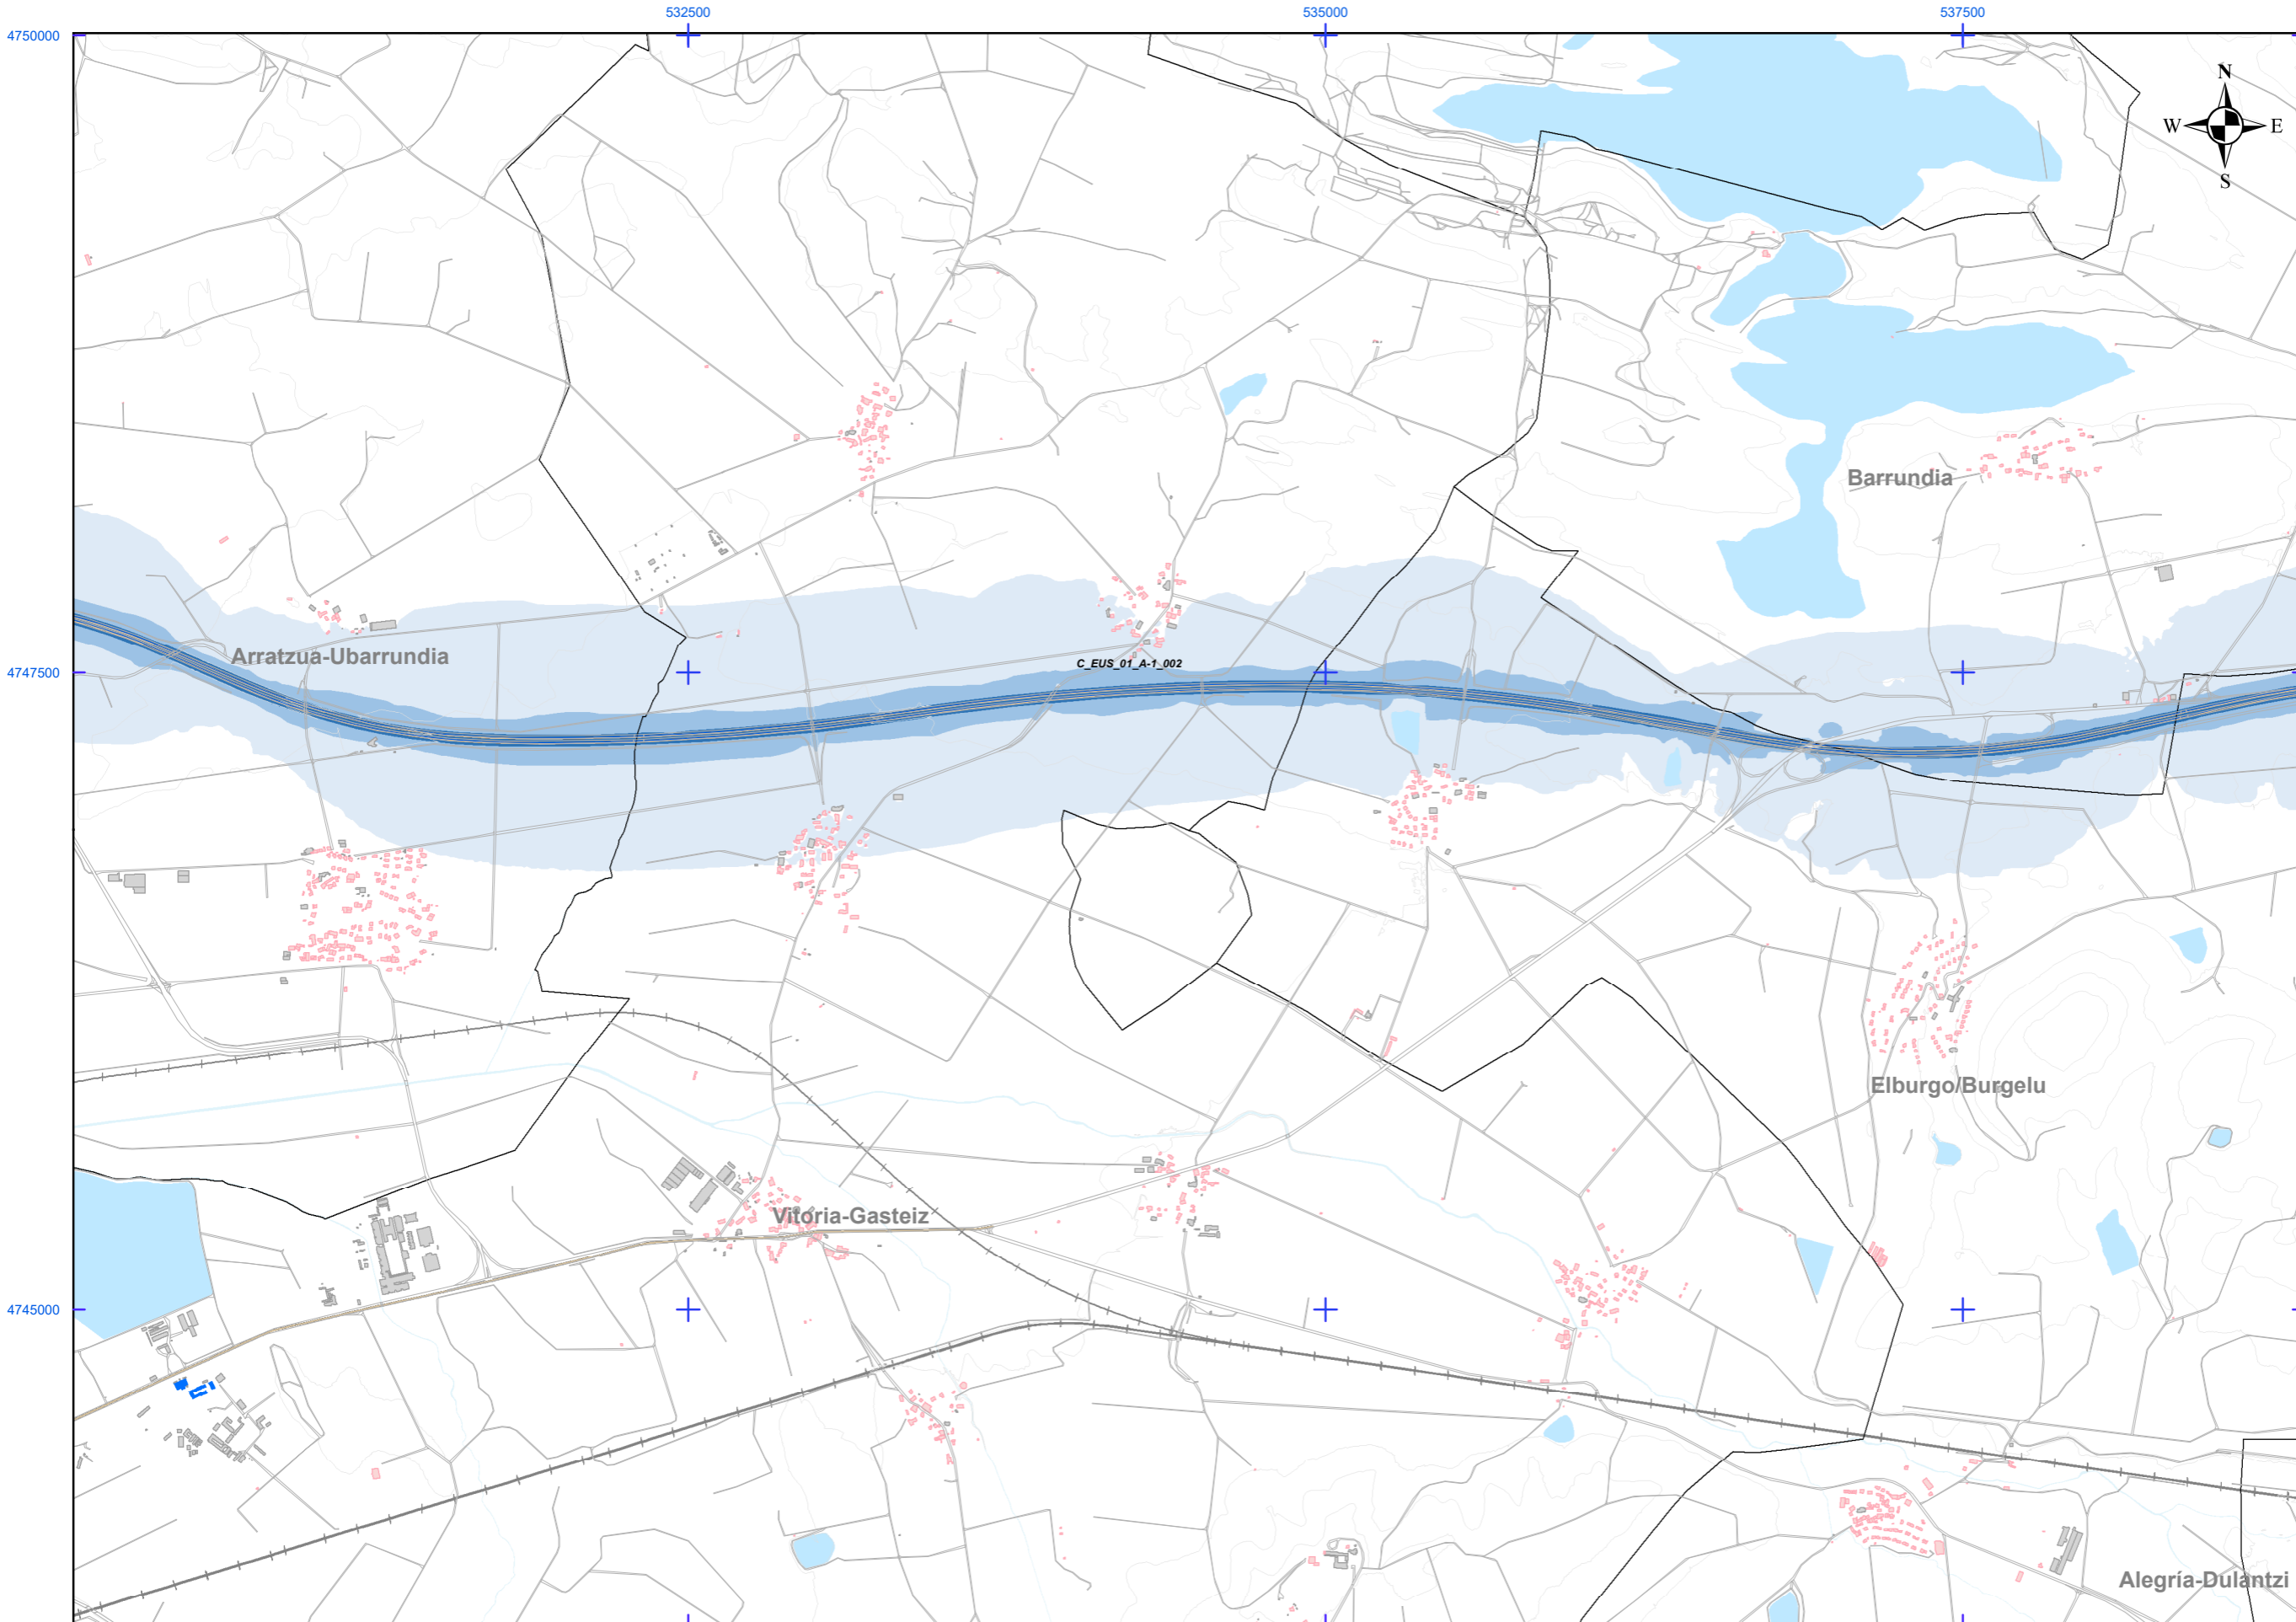 532500
535000
537500
4750000
N
W E
S
Barrundia
Arratzua-Ubarrundia
C_EUS_01_A-1_002
4747500
Elburgo/Burgelu
Vitoria-Gasteiz
4745000
Alegría-Dulantzi